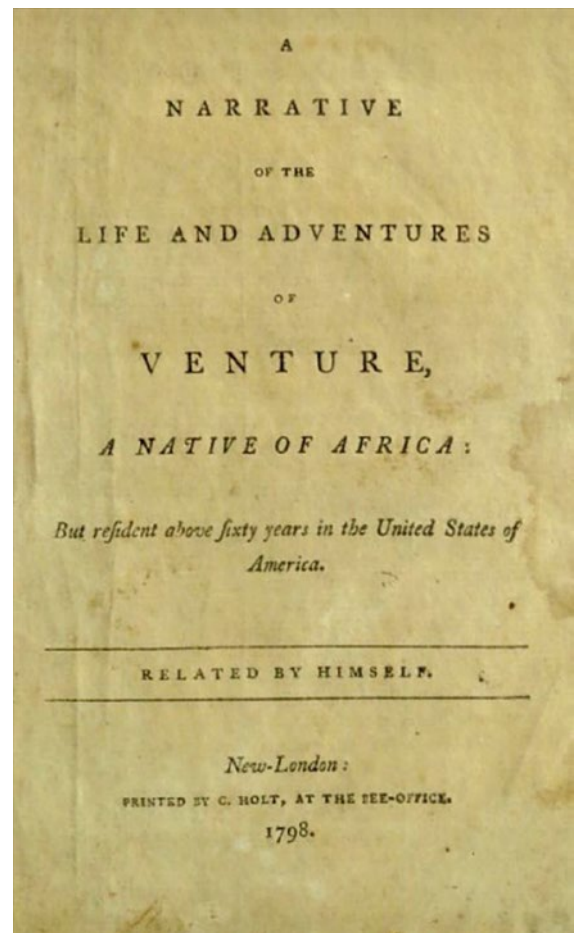 A
NARRATIVE
OF THE
LIFE AND ADVENTURES
OF
VENTURE,
A NATIVE OF AFRICA:
But reſident above ſixty years in the United States of
America.
RELATED BY HIMSELF.
New-London:
PRINTED BY C. HOLT, AT THE BEE-OFFICE.
1798.